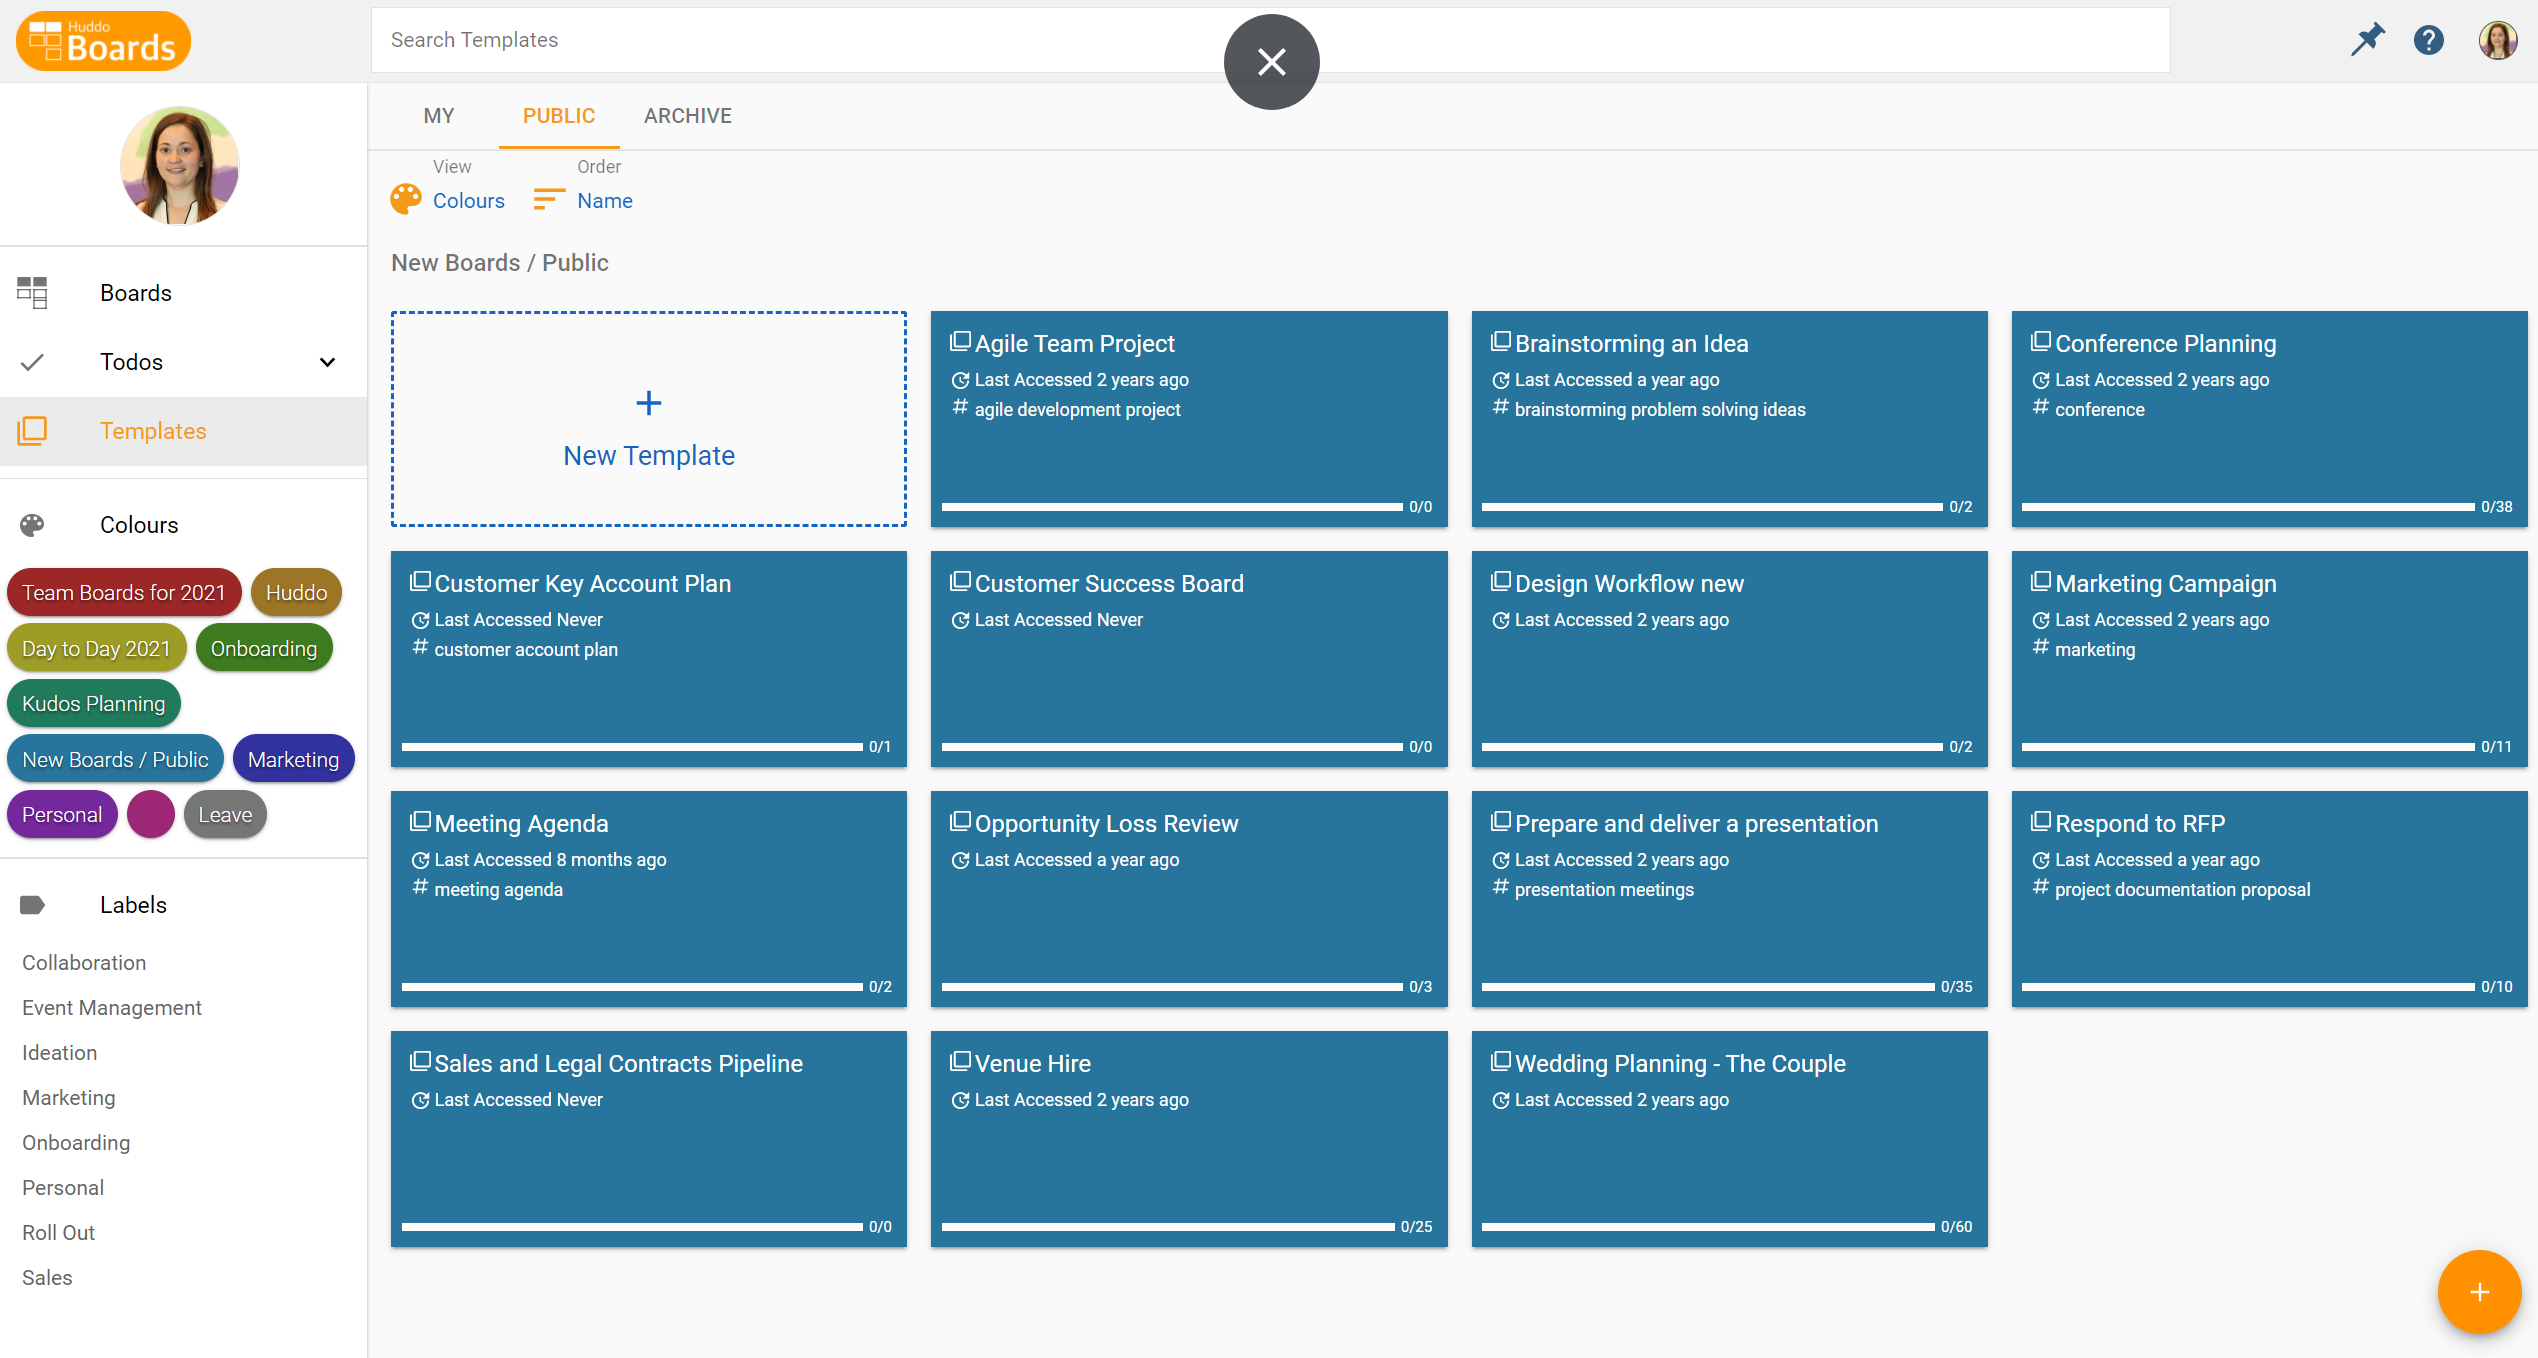 Huddo
Boards
Search Templates
MY
PUBLIC
ARCHIVE
View
Colours
Order
Name
Boards
Todos
Templates
Colours
Team Boards for 2021
Huddo
Day to Day 2021
Onboarding
Kudos Planning
New Boards / Public
Marketing
Personal
Leave
Labels
Collaboration
Event Management
Ideation
Marketing
Onboarding
Personal
Roll Out
Sales
New Boards / Public
+
New Template
Agile Team Project
Last Accessed 2 years ago
# agile development project
0/0
Brainstorming an Idea
Last Accessed a year ago
# brainstorming problem solving ideas
0/2
Conference Planning
Last Accessed 2 years ago
# conference
0/38
Customer Key Account Plan
Last Accessed Never
# customer account plan
0/1
Customer Success Board
Last Accessed Never
0/0
Design Workflow new
Last Accessed 2 years ago
0/2
Marketing Campaign
Last Accessed 2 years ago
# marketing
0/11
Meeting Agenda
Last Accessed 8 months ago
# meeting agenda
0/2
Opportunity Loss Review
Last Accessed a year ago
0/3
Prepare and deliver a presentation
Last Accessed 2 years ago
# presentation meetings
0/35
Respond to RFP
Last Accessed a year ago
# project documentation proposal
0/10
Sales and Legal Contracts Pipeline
Last Accessed Never
0/0
Venue Hire
Last Accessed 2 years ago
0/25
Wedding Planning - The Couple
Last Accessed 2 years ago
0/60